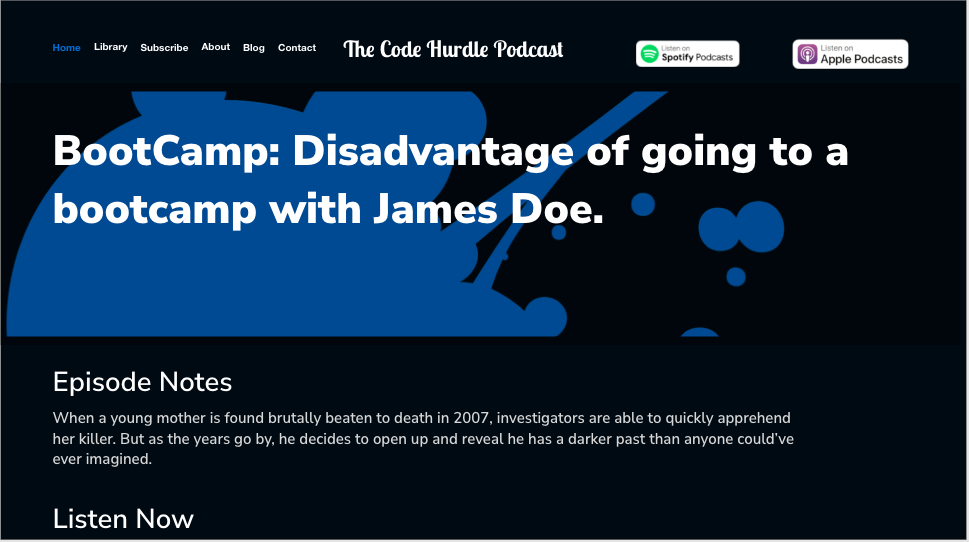 Home Library Subscribe About Blog Contact The Code Hurdle Podcast
Listen on
Spotify Podcasts
Listen on
Apple Podcasts
BootCamp: Disadvantage of going to a
bootcamp with James Doe.
Episode Notes
When a young mother is found brutally beaten to death in 2007, investigators are able to quickly apprehend
her killer. But as the years go by, he decides to open up and reveal he has a darker past than anyone could’ve
ever imagined.
Listen Now